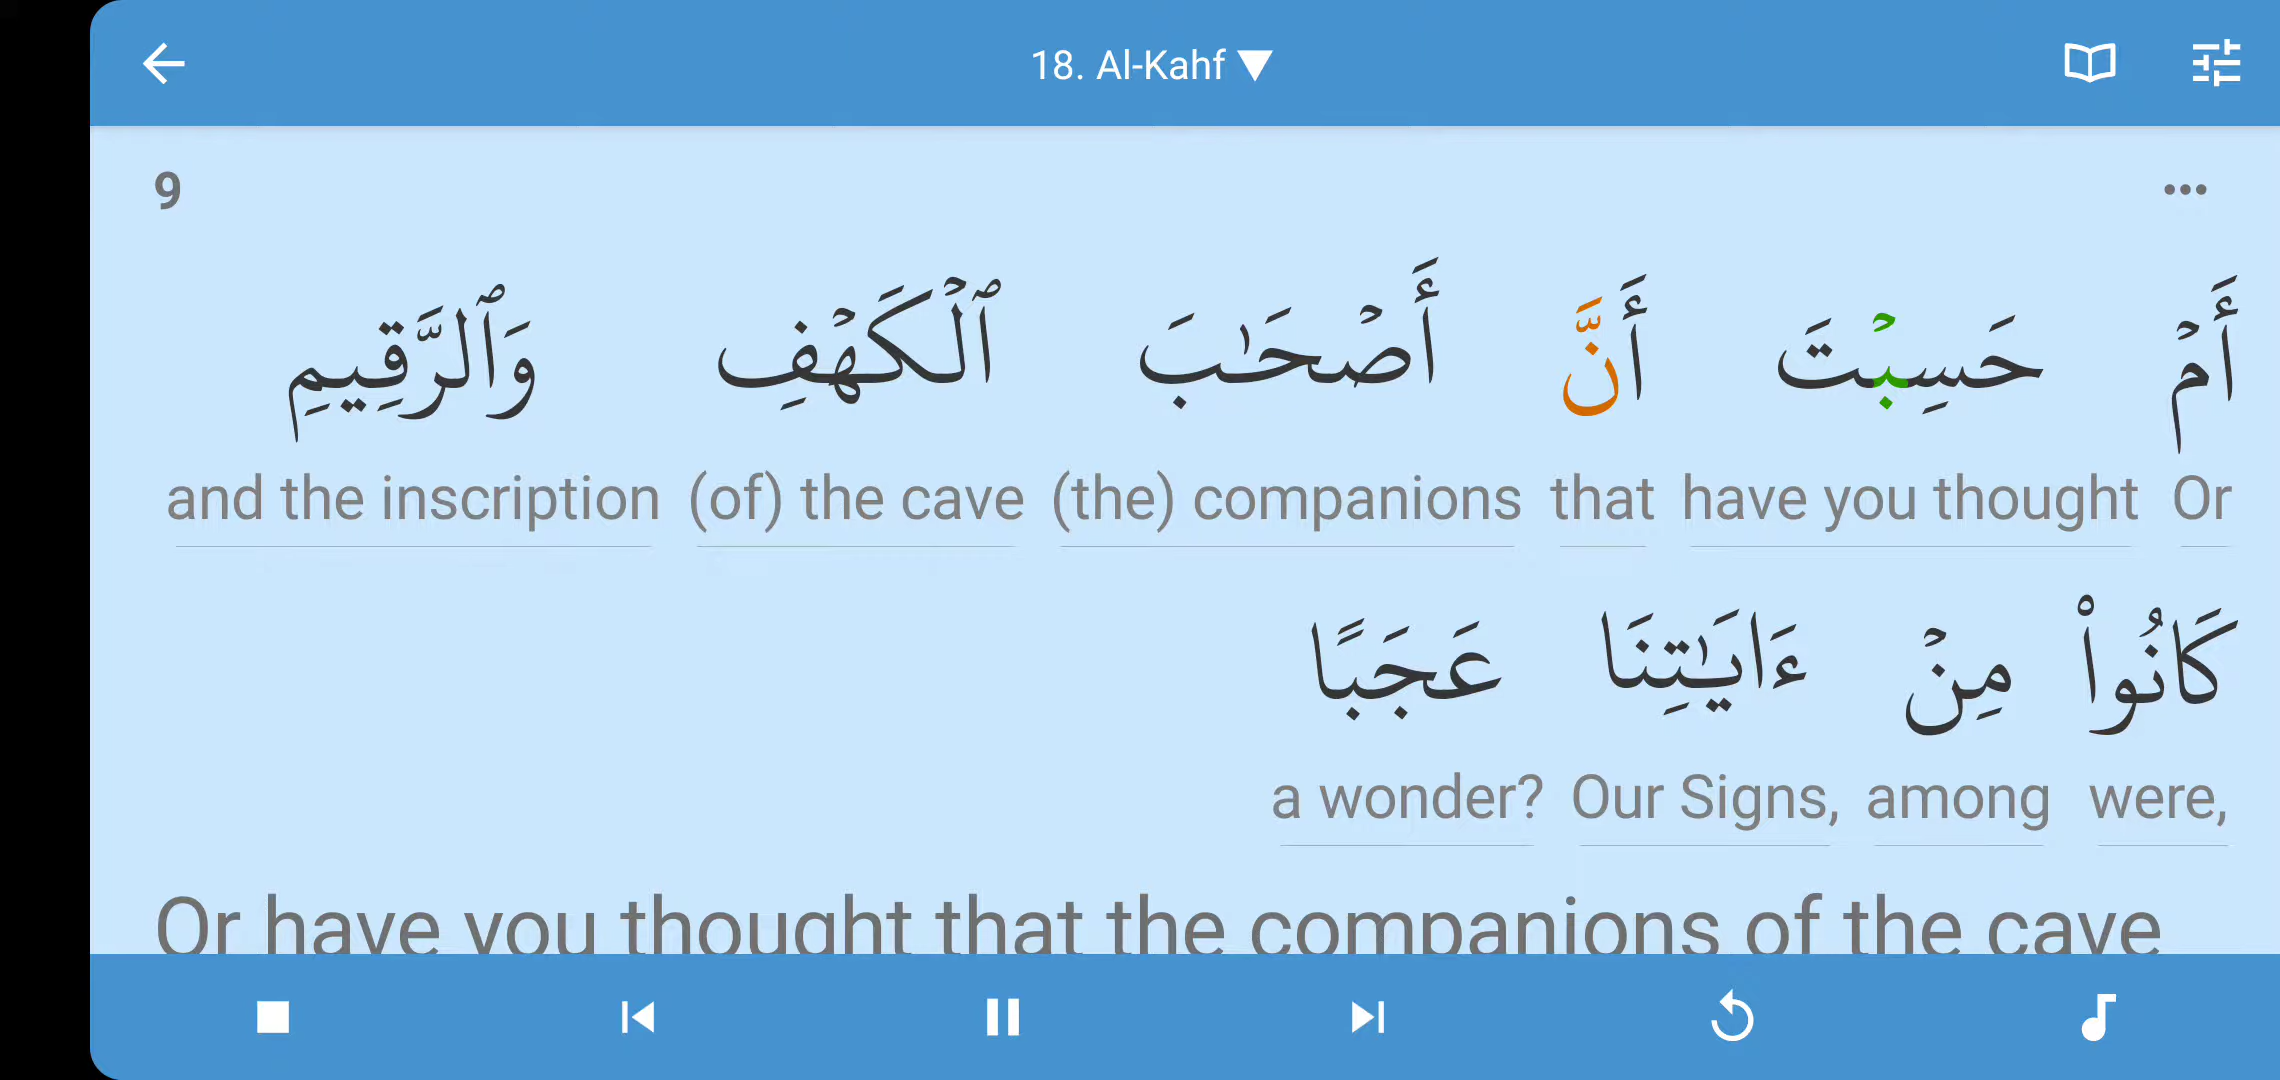 18. Al-Kahf ▼
9
أَمۡ حَسِبۡتَ أَنَّ أَصۡحَٰبَ ٱلۡكَهۡفِ وَٱلرَّقِيمِ
Or have you thought that (the) companions (of) the cave and the inscription
كَانُواْ مِنۡ ءَايَٰتِنَا عَجَبًا
were, among Our Signs, a wonder?
Or have you thought that the companions of the cave